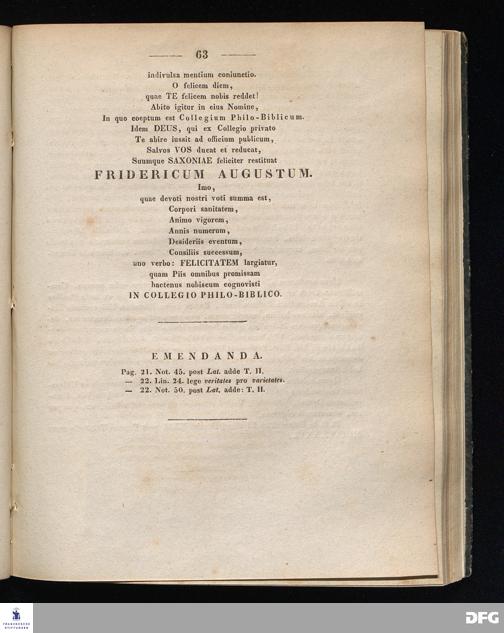 63
indivulsa mentium coniunctio.
O felicem diem,
quae TE felicem nobis reddet!
Abito igitur in eius Nomine,
In quo coeptum est Collegium Philo-Biblicum.
Idem DEUS, qui ex Collegio privato
Te abire iussit ad officium publicum,
Salvos VOS ducat et reducat,
Suumque SAXONIAE feliciter restituat
FRIDERICUM AUGUSTUM.
Imo,
quae devoti nostri voti summa est,
Corpori sanitatem,
Animo vigorem,
Annis numerum,
Desideriis eventum,
Consiliis successum,
uno verbo: FELICITATEM largiatur,
quam Piis omnibus promissam
hactenus nobiscum cognovisti
IN COLLEGIO PHILO-BIBLICO.
EMENDANDA.
Pag. 21. Not. 45. post Lat. adde T. II.
— 22. Lin. 24. lege veritates pro varietates.
— 22. Not. 50. post Lat. adde: T. II.
FRANCKESCHE
STIFTUNGEN
DFG